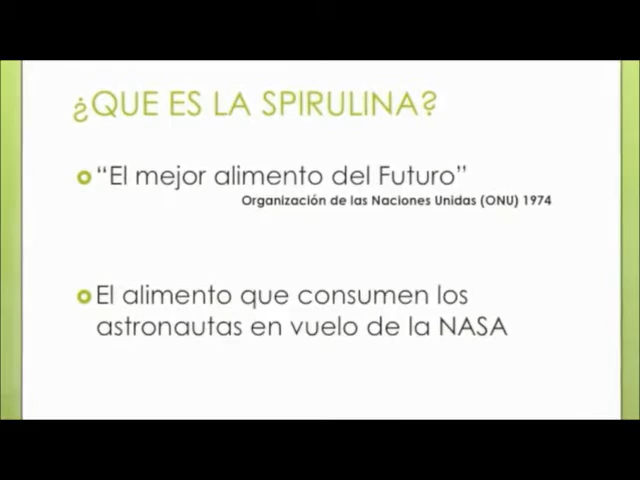 ¿QUE ES LA SPIRULINA?
“El mejor alimento del Futuro”
Organización de las Naciones Unidas (ONU) 1974
El alimento que consumen los
astronautas en vuelo de la NASA